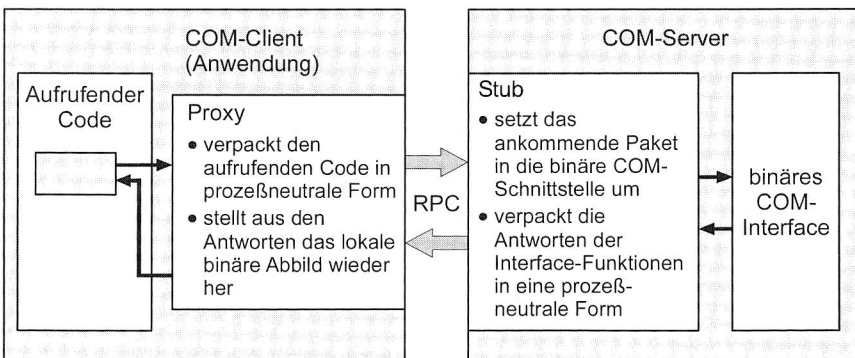 COM-Client
(Anwendung)
Aufrufender
Code
Proxy
• verpackt den
aufrufenden Code in
prozeßneutrale Form
• stellt aus den
Antworten das lokale
binäre Abbild wieder
her
RPC
COM-Server
Stub
• setzt das
ankommende Paket
in die binäre COM-
Schnittstelle um
• verpackt die
Antworten der
Interface-Funktionen
in eine prozeß-
neutrale Form
binäres
COM-
Interface